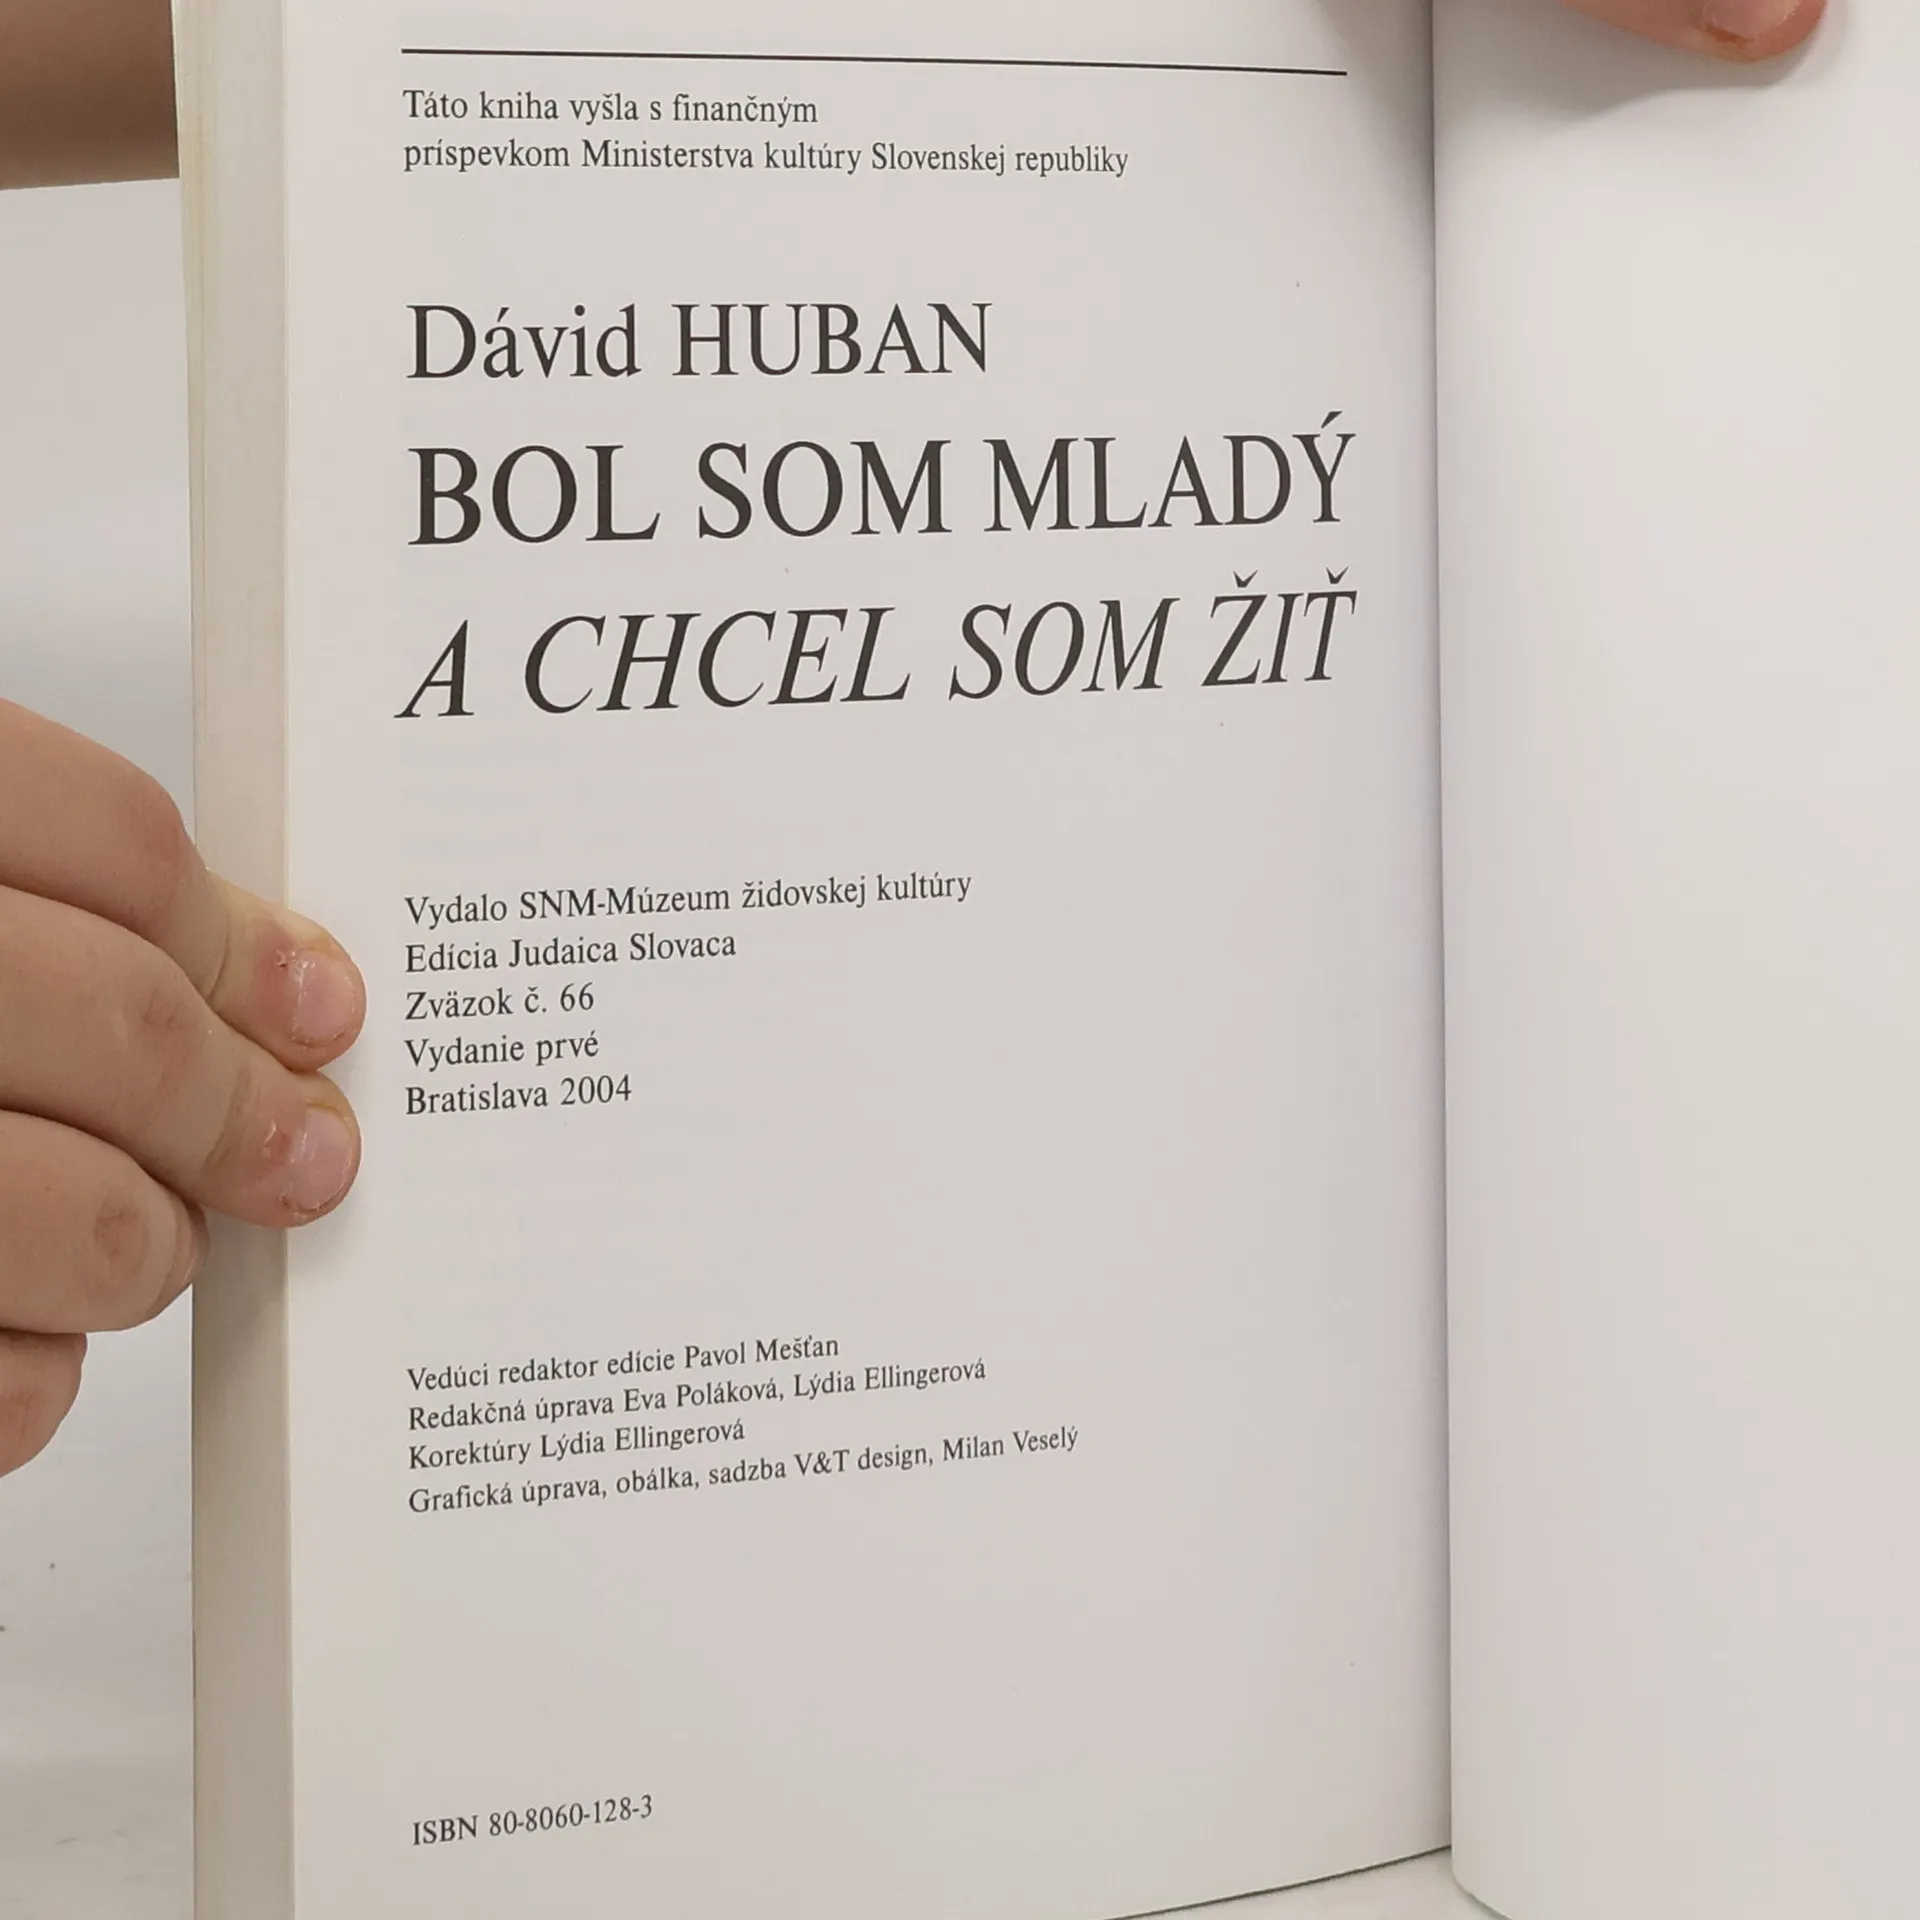 Táto kniha vyšla s finančným
príspevkom Ministerstva kultúry Slovenskej republiky
Dávid HUBAN
BOL SOM MLADÝ
A CHCEL SOM ŽIŤ
Vydalo SNM-Múzeum židovskej kultúry
Edícia Judaica Slovaca
Zväzok č. 66
Vydanie prvé
Bratislava 2004
Vedúci redaktor edície Pavol Mešťan
Redakčná úprava Eva Poláková, Lýdia Ellingerová
Korektúry Lýdia Ellingerová
Grafická úprava, obálka, sadzba V&T design, Milan Veselý
ISBN 80-8060-128-3